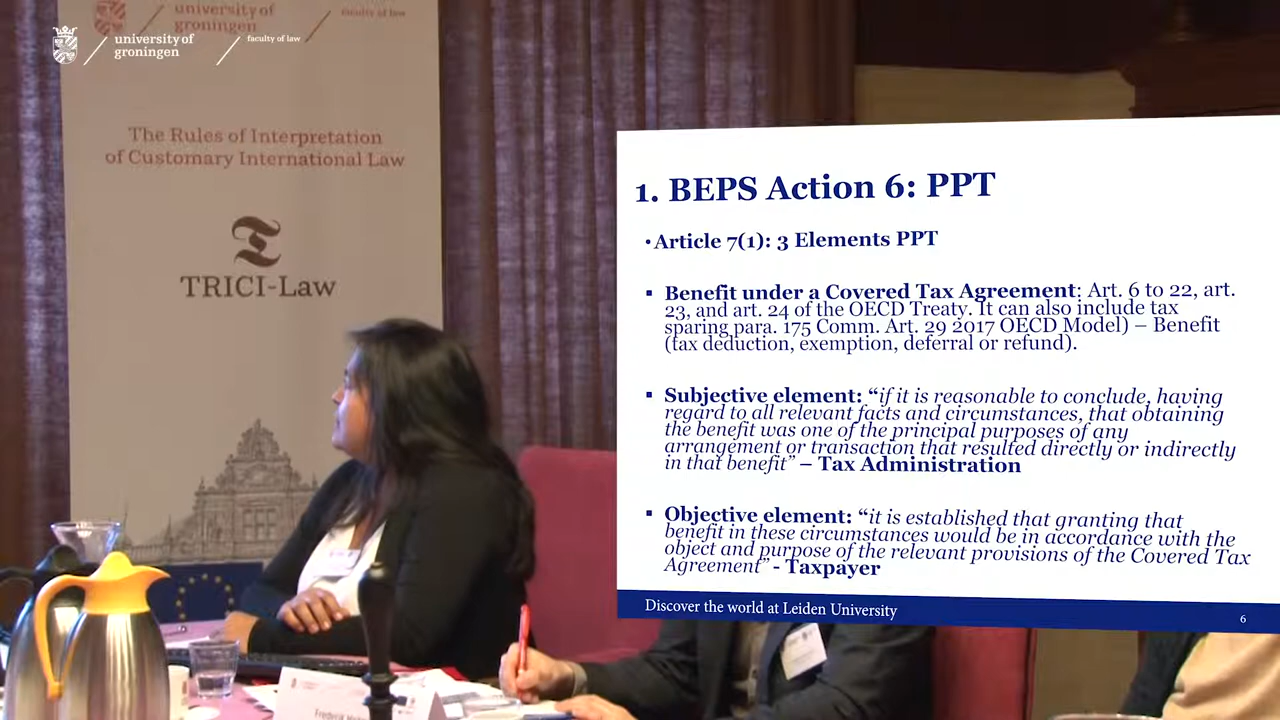 university of
groningen
faculty of law
university of
groningen
faculty of law
The Rules of Interpretation
of Customary International Law
TRICI-Law
1. BEPS Action 6: PPT
•Article 7(1): 3 Elements PPT
▪ Benefit under a Covered Tax Agreement: Art. 6 to 22, art.
23, and art. 24 of the OECD Treaty. It can also include tax
sparing para. 175 Comm. Art. 29 2017 OECD Model) – Benefit
(tax deduction, exemption, deferral or refund).
▪ Subjective element: “if it is reasonable to conclude, having
regard to all relevant facts and circumstances, that obtaining
the benefit was one of the principal purposes of any
arrangement or transaction that resulted directly or indirectly
in that benefit” – Tax Administration
▪ Objective element: “it is established that granting that
benefit in these circumstances would be in accordance with the
object and purpose of the relevant provisions of the Covered Tax
Agreement” - Taxpayer
Discover the world at Leiden University
6
Frederik